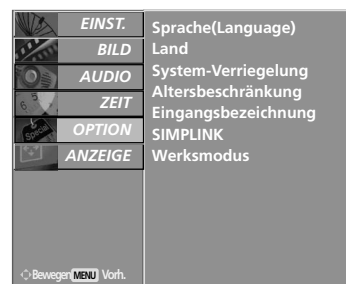 EINST.
BILD
AUDIO
ZEIT
OPTION
ANZEIGE
Sprache(Language)
Land
System-Verriegelung
Altersbeschränkung
Eingangsbezeichnung
SIMPLINK
Werksmodus
Bewegen MENU Vorh.